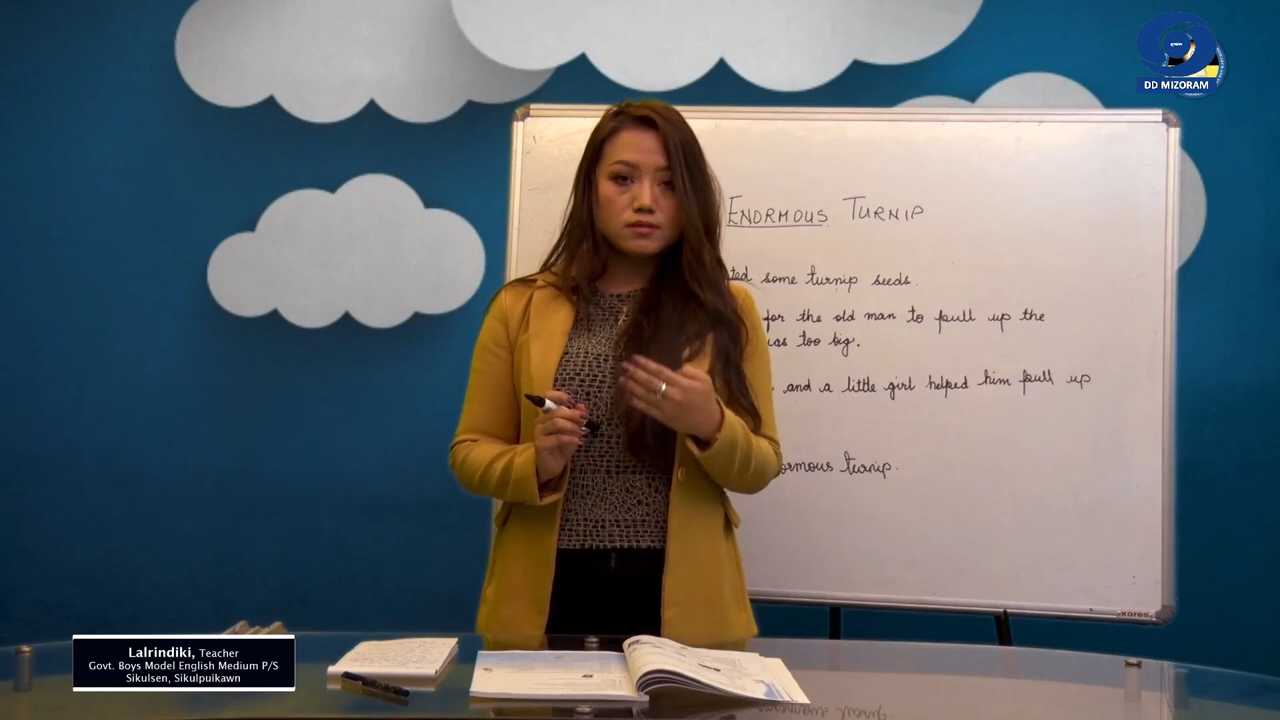 DD MIZORAM
ENORMOUS TURNIP
ted some turnip seeds.
for the old man to pull up the
was too big.
, and a little girl helped him pull up
ormous turnip.
kores
Lalrindiki, Teacher
Govt. Boys Model English Medium P/S
Sikulsen, Sikulpuikawn